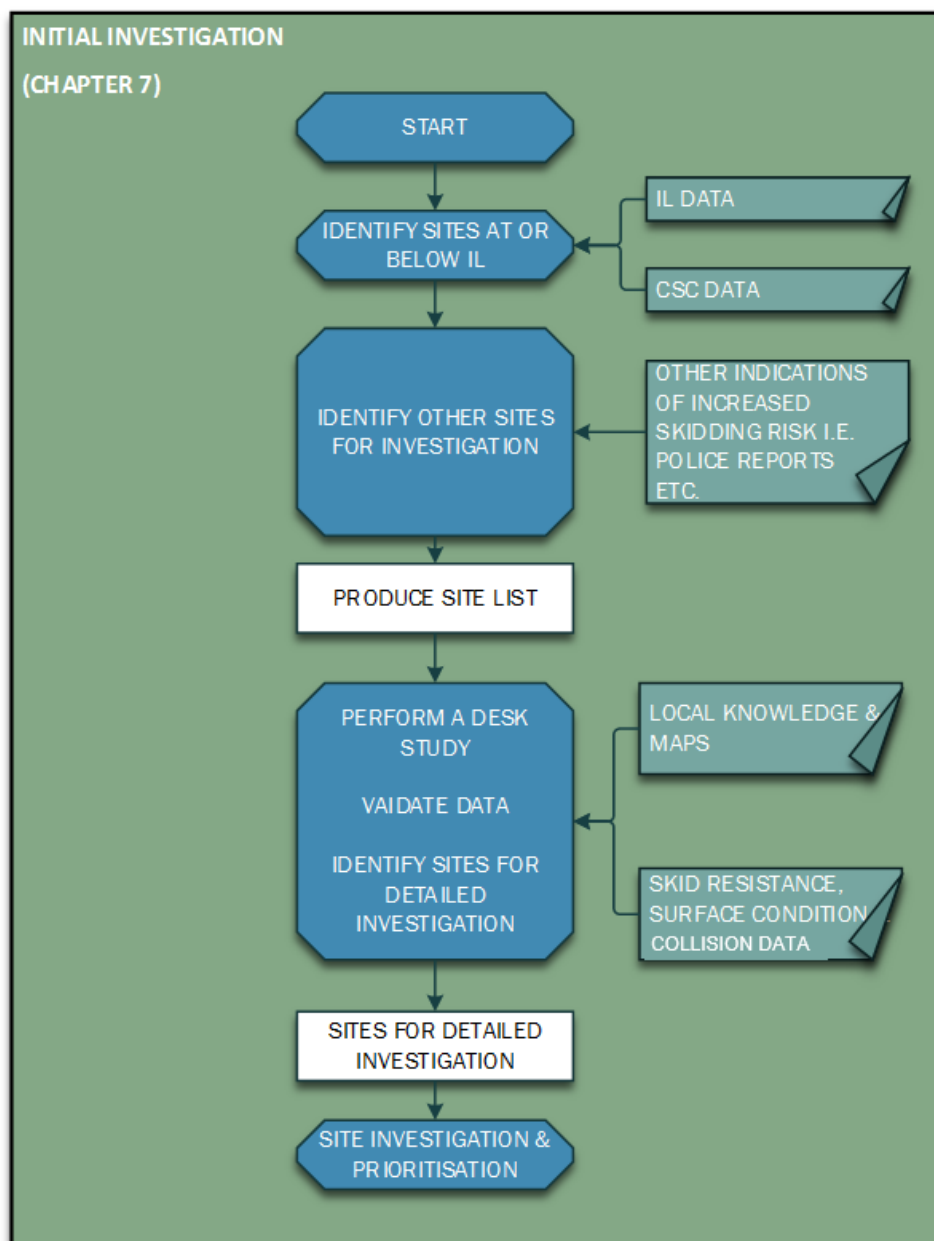 INITIAL INVESTIGATION
(CHAPTER 7)
START
IDENTIFY SITES AT OR
BELOW IL
IL DATA
CSC DATA
IDENTIFY OTHER SITES
FOR INVESTIGATION
OTHER INDICATIONS
OF INCREASED
SKIDDING RISK I.E.
POLICE REPORTS
ETC.
PRODUCE SITE LIST
PERFORM A DESK
STUDY
VAIDATE DATA
IDENTIFY SITES FOR
DETAILED
INVESTIGATION
LOCAL KNOWLEDGE &
MAPS
SKID RESISTANCE,
SURFACE CONDITION
COLLISION DATA
SITES FOR DETAILED
INVESTIGATION
SITE INVESTIGATION &
PRIORITISATION